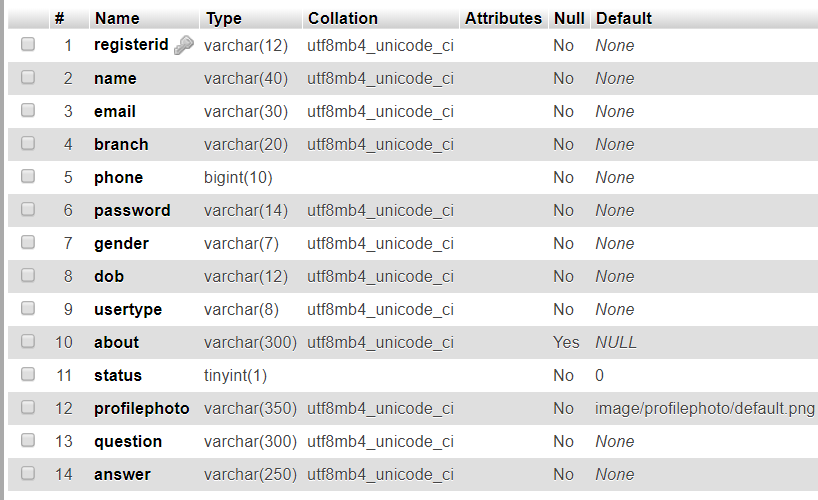 # Name Type Collation Attributes Null Default
1 registerid varchar(12) utf8mb4_unicode_ci No None
2 name varchar(40) utf8mb4_unicode_ci No None
3 email varchar(30) utf8mb4_unicode_ci No None
4 branch varchar(20) utf8mb4_unicode_ci No None
5 phone bigint(10) No None
6 password varchar(14) utf8mb4_unicode_ci No None
7 gender varchar(7) utf8mb4_unicode_ci No None
8 dob varchar(12) utf8mb4_unicode_ci No None
9 usertype varchar(8) utf8mb4_unicode_ci No None
10 about varchar(300) utf8mb4_unicode_ci Yes NULL
11 status tinyint(1) No 0
12 profilephoto varchar(350) utf8mb4_unicode_ci No image/profilephoto/default.png
13 question varchar(300) utf8mb4_unicode_ci No None
14 answer varchar(250) utf8mb4_unicode_ci No None